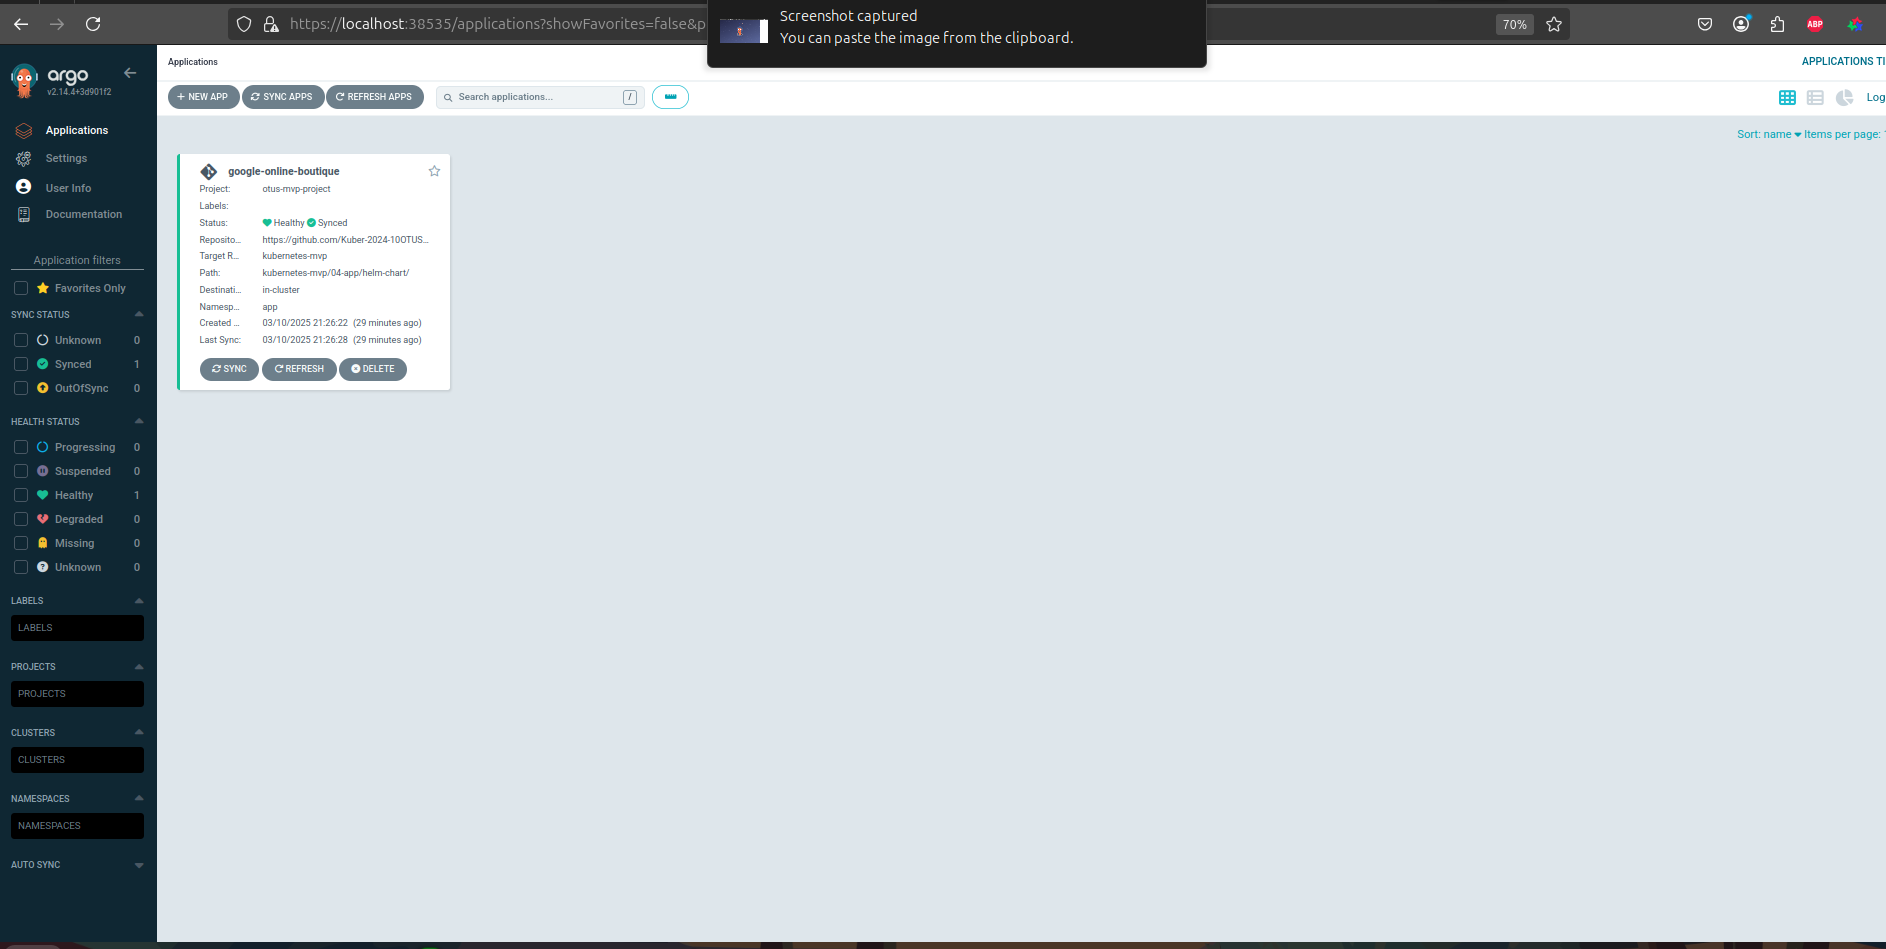 https://localhost:38535/applications?showFavorites=false&p
70%
ABP
Screenshot captured
You can paste the image from the clipboard.
argo
v2.14.4+3d901f2
Applications
Settings
User Info
Documentation
Application filters
Favorites Only
SYNC STATUS
Unknown 0
Synced 1
OutOfSync 0
HEALTH STATUS
Progressing 0
Suspended 0
Healthy 1
Degraded 0
Missing 0
Unknown 0
LABELS
LABELS
PROJECTS
PROJECTS
CLUSTERS
CLUSTERS
NAMESPACES
NAMESPACES
AUTO SYNC
Applications
APPLICATIONS TI
NEW APP SYNC APPS REFRESH APPS Search applications... /
Log
Sort: name Items per page:
google-online-boutique
Project: otus-mvp-project
Labels:
Status: Healthy Synced
Reposito... https://github.com/Kuber-2024-10OTUS...
Target R... kubernetes-mvp
Path: kubernetes-mvp/04-app/helm-chart/
Destinati... in-cluster
Namesp... app
Created ... 03/10/2025 21:26:22 (29 minutes ago)
Last Sync: 03/10/2025 21:26:28 (29 minutes ago)
SYNC REFRESH DELETE